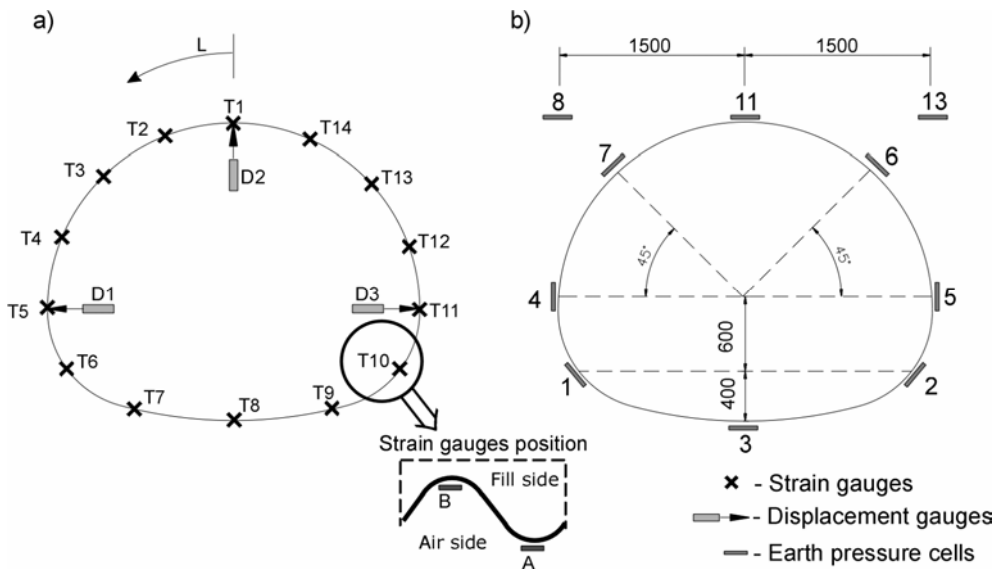 a)
L
T1
T2
T14
T3
D2
T13
T4
T12
D1
D3
T5
T11
T6
T10
T7
T8
T9
Strain gauges position
Fill side
B
Air side
A
b)
1500
1500
8
11
13
7
6
45°
45°
4
5
600
1
2
400
3
- Strain gauges
- Displacement gauges
- Earth pressure cells